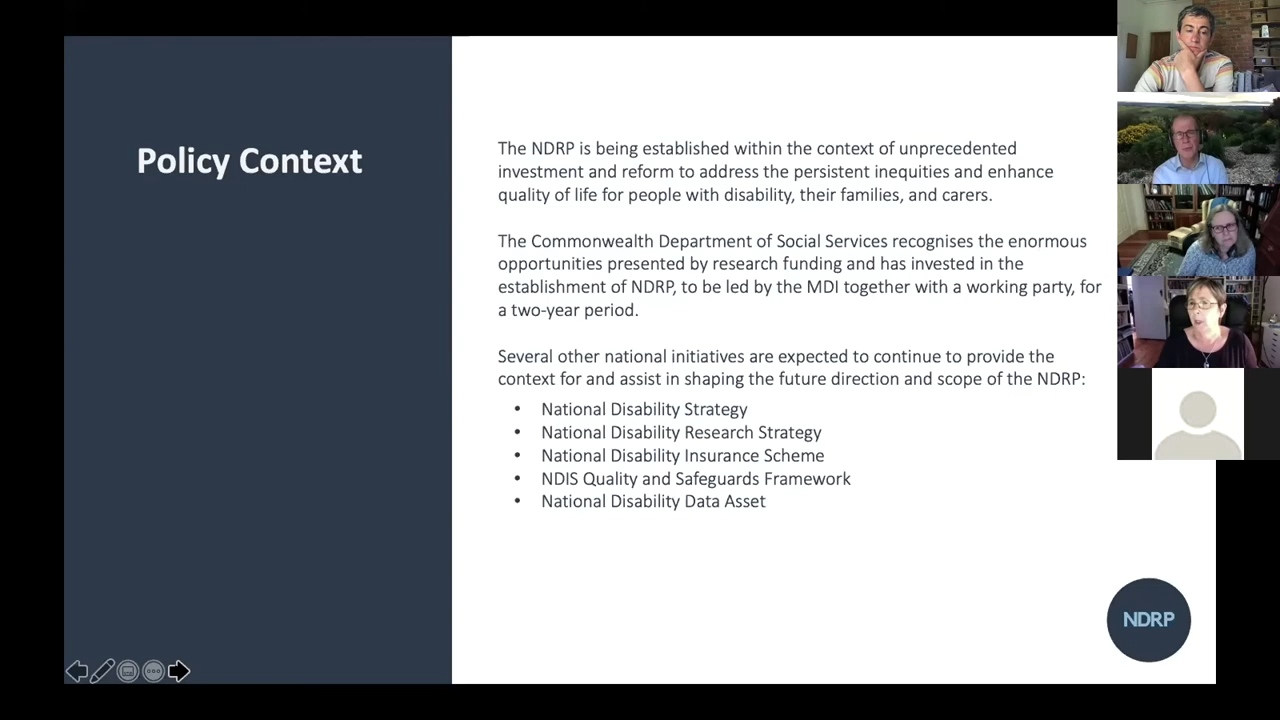 Policy Context
The NDRP is being established within the context of unprecedented
investment and reform to address the persistent inequities and enhance
quality of life for people with disability, their families, and carers.
The Commonwealth Department of Social Services recognises the enormous
opportunities presented by research funding and has invested in the
establishment of NDRP, to be led by the MDI together with a working party, for
a two-year period.
Several other national initiatives are expected to continue to provide the
context for and assist in shaping the future direction and scope of the NDRP:
• National Disability Strategy
• National Disability Research Strategy
• National Disability Insurance Scheme
• NDIS Quality and Safeguards Framework
• National Disability Data Asset
NDRP